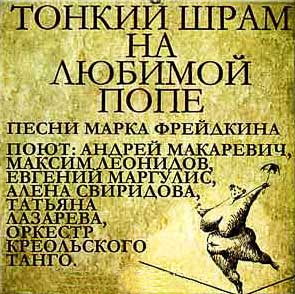 ТОНКИЙ ШРАМ
НА
ЛЮБИМОЙ
ПОПЕ
ПЕСНИ МАРКА ФРЕЙДКИНА
ПОЮТ: АНДРЕЙ МАКАРЕВИЧ,
МАКСИМ ЛЕОНИДОВ,
ЕВГЕНИЙ МАРГУЛИС,
АЛЕНА СВИРИДОВА,
ТАТЬЯНА
ЛАЗАРЕВА,
ОРКЕСТР
КРЕОЛЬСКОГО
ТАНГО.